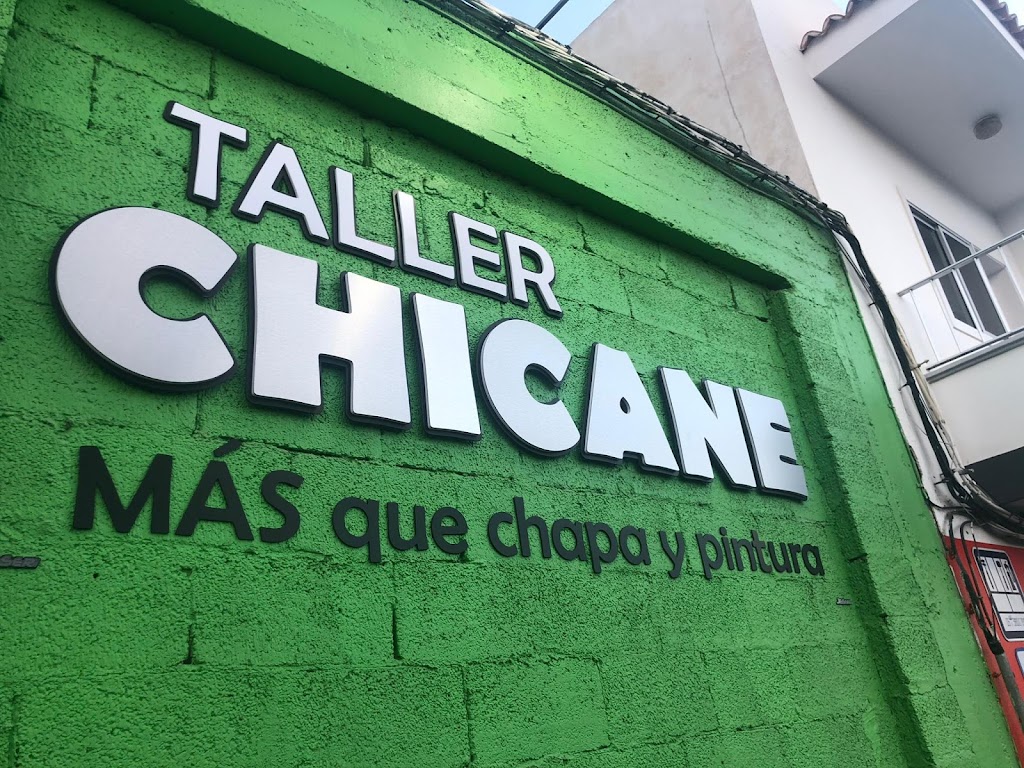 TALLER
CHICANE
MÁS que chapa y pintura